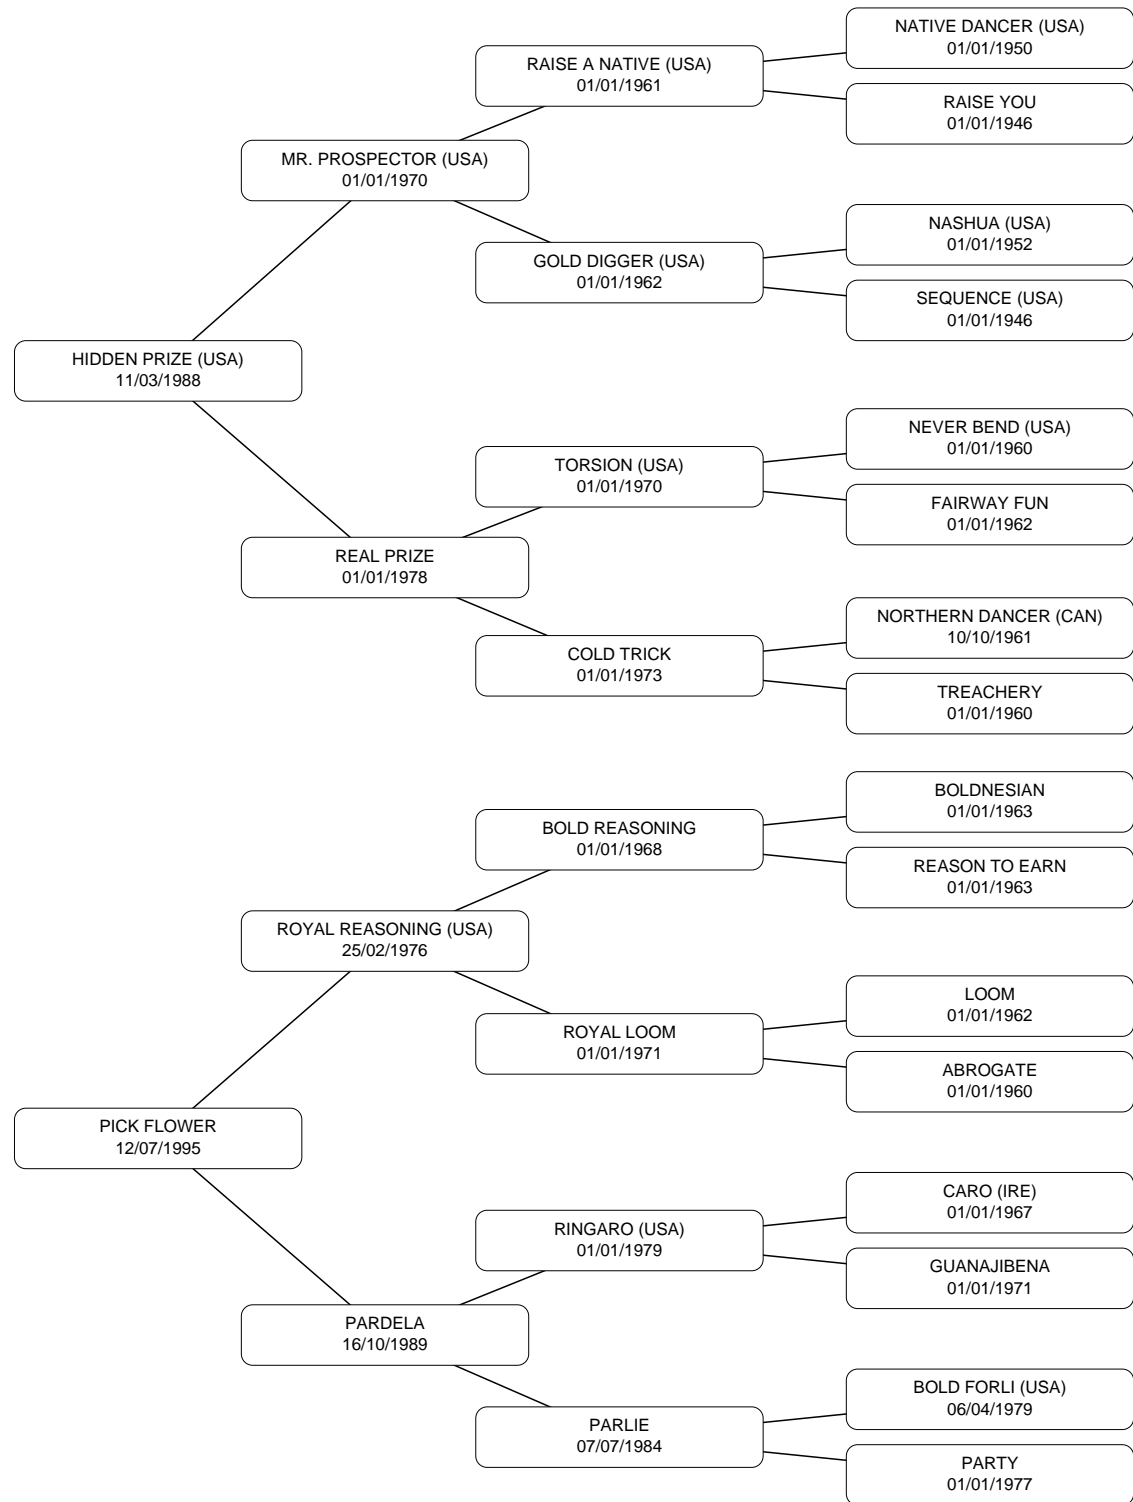 NATIVE DANCER (USA)
01/01/1950
RAISE A NATIVE (USA)
01/01/1961
RAISE YOU
01/01/1946
MR. PROSPECTOR (USA)
01/01/1970
NASHUA (USA)
01/01/1952
GOLD DIGGER (USA)
01/01/1962
SEQUENCE (USA)
01/01/1946
HIDDEN PRIZE (USA)
11/03/1988
NEVER BEND (USA)
01/01/1960
TORSION (USA)
01/01/1970
FAIRWAY FUN
01/01/1962
REAL PRIZE
01/01/1978
NORTHERN DANCER (CAN)
10/10/1961
COLD TRICK
01/01/1973
TREACHERY
01/01/1960
BOLDNESIAN
01/01/1963
BOLD REASONING
01/01/1968
REASON TO EARN
01/01/1963
ROYAL REASONING (USA)
25/02/1976
LOOM
01/01/1962
ROYAL LOOM
01/01/1971
ABROGATE
01/01/1960
PICK FLOWER
12/07/1995
CARO (IRE)
01/01/1967
RINGARO (USA)
01/01/1979
GUANAJIBENA
01/01/1971
PARDELA
16/10/1989
BOLD FORLI (USA)
06/04/1979
PARLIE
07/07/1984
PARTY
01/01/1977